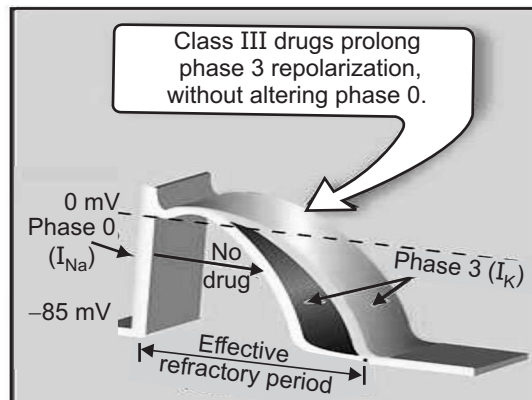 Class III drugs prolong
phase 3 repolarization,
without altering phase 0.
0 mV
Phase 0
(I_Na)
No
drug
Phase 3 (I_K)
–85 mV
Effective
refractory period